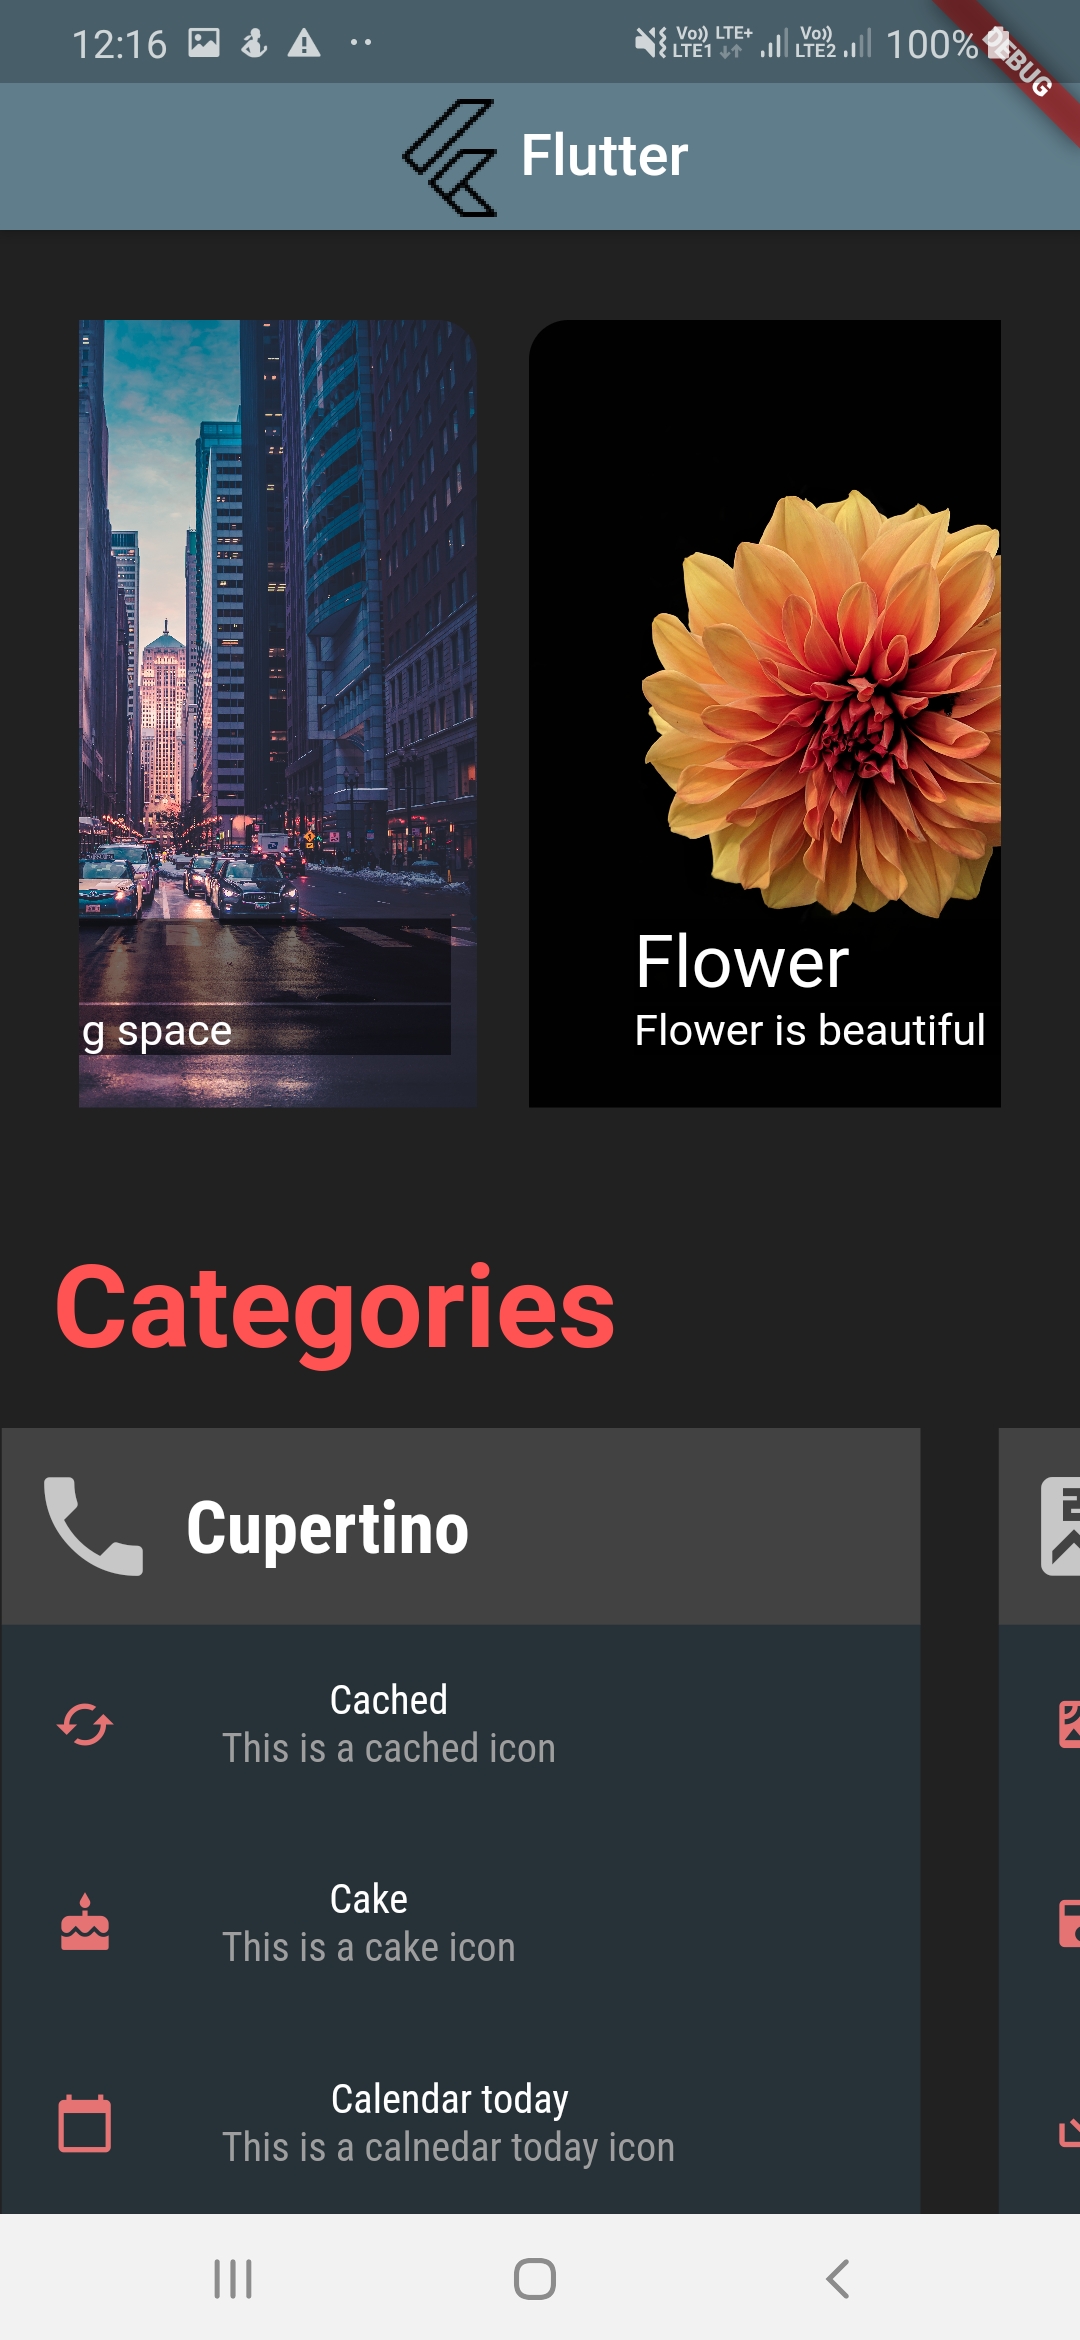 12:16
Vo)) LTE+
LTE1
Vo))
LTE2
100%
DEBUG
Flutter
g space
Flower
Flower is beautiful
Categories
Cupertino
Cached
This is a cached icon
Cake
This is a cake icon
Calendar today
This is a calnedar today icon